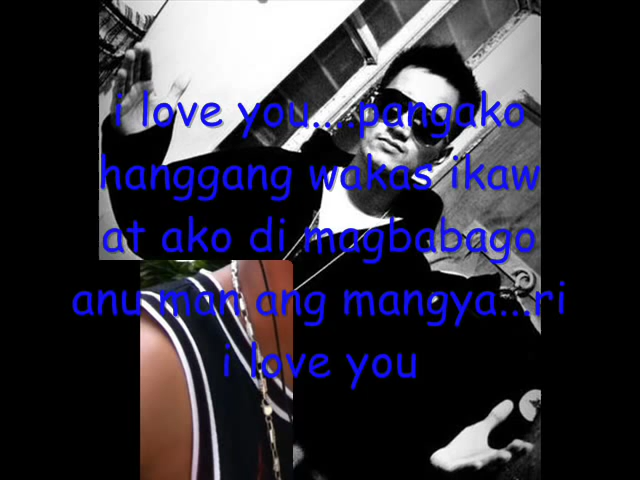 i love you....pangako
hanggang wakas ikaw
at ako di magbabago
anu man ang mangya...ri
i love you